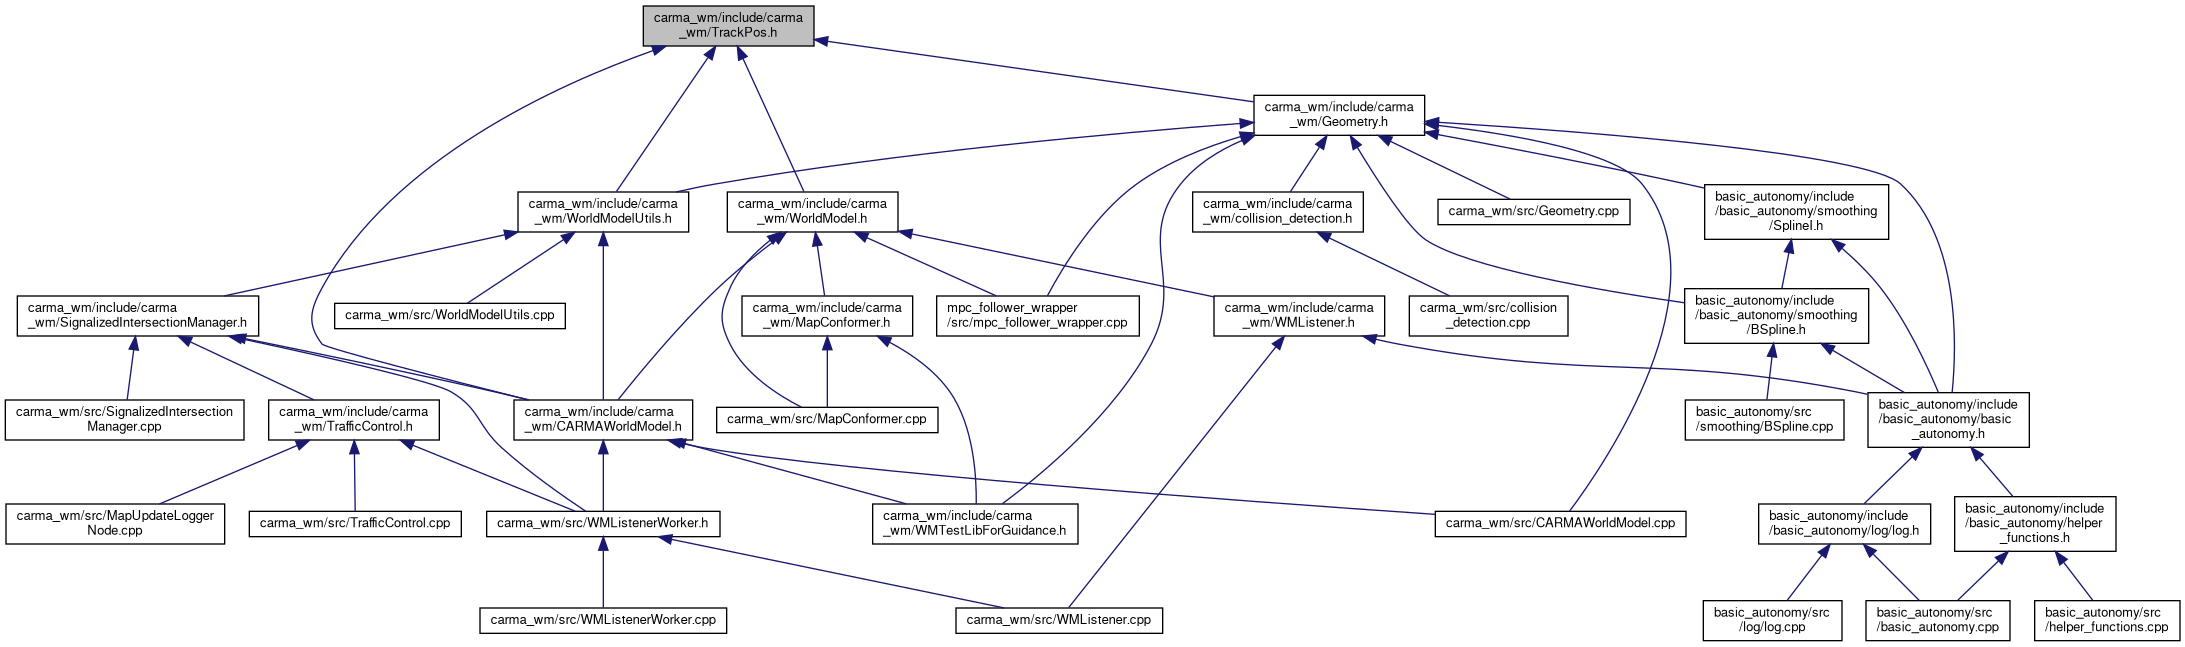 carma_wm/include/carma
_wm/TrackPos.h
carma_wm/include/carma
_wm/Geometry.h
carma_wm/include/carma
_wm/WorldModelUtils.h
carma_wm/include/carma
_wm/WorldModel.h
carma_wm/include/carma
_wm/collision_detection.h
carma_wm/src/Geometry.cpp
basic_autonomy/include
/basic_autonomy/smoothing
/SplineI.h
carma_wm/include/carma
_wm/SignalizedIntersectionManager.h
carma_wm/src/WorldModelUtils.cpp
carma_wm/include/carma
_wm/MapConformer.h
mpc_follower_wrapper
/src/mpc_follower_wrapper.cpp
carma_wm/include/carma
_wm/WMListener.h
carma_wm/src/collision
_detection.cpp
basic_autonomy/include
/basic_autonomy/smoothing
/BSpline.h
carma_wm/src/SignalizedIntersection
Manager.cpp
carma_wm/include/carma
_wm/TrafficControl.h
carma_wm/include/carma
_wm/CARMAWorldModel.h
carma_wm/src/MapConformer.cpp
basic_autonomy/src
/smoothing/BSpline.cpp
basic_autonomy/include
/basic_autonomy/basic
_autonomy.h
carma_wm/src/MapUpdateLogger
Node.cpp
carma_wm/src/TrafficControl.cpp
carma_wm/src/WMListenerWorker.h
carma_wm/include/carma
_wm/WMTestLibForGuidance.h
carma_wm/src/CARMAWorldModel.cpp
basic_autonomy/include
/basic_autonomy/log/log.h
basic_autonomy/include
/basic_autonomy/helper
_functions.h
carma_wm/src/WMListenerWorker.cpp
carma_wm/src/WMListener.cpp
basic_autonomy/src
/log/log.cpp
basic_autonomy/src
/basic_autonomy.cpp
basic_autonomy/src
/helper_functions.cpp